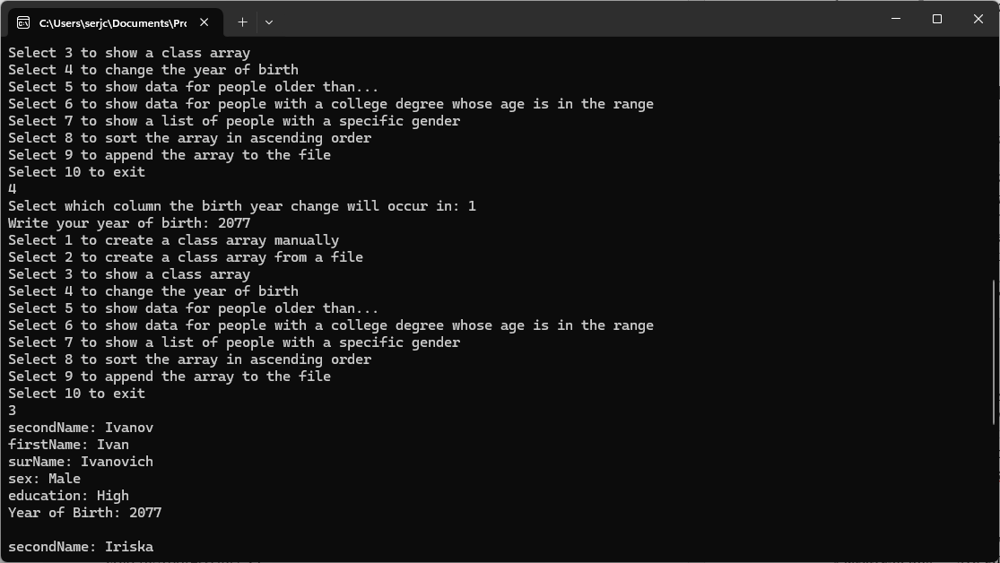 C:\Users\serjc\Documents\Prc
Select 3 to show a class array
Select 4 to change the year of birth
Select 5 to show data for people older than...
Select 6 to show data for people with a college degree whose age is in the range
Select 7 to show a list of people with a specific gender
Select 8 to sort the array in ascending order
Select 9 to append the array to the file
Select 10 to exit
4
Select which column the birth year change will occur in: 1
Write your year of birth: 2077
Select 1 to create a class array manually
Select 2 to create a class array from a file
Select 3 to show a class array
Select 4 to change the year of birth
Select 5 to show data for people older than...
Select 6 to show data for people with a college degree whose age is in the range
Select 7 to show a list of people with a specific gender
Select 8 to sort the array in ascending order
Select 9 to append the array to the file
Select 10 to exit
3
secondName: Ivanov
firstName: Ivan
surName: Ivanovich
sex: Male
education: High
Year of Birth: 2077
secondName: Iriska